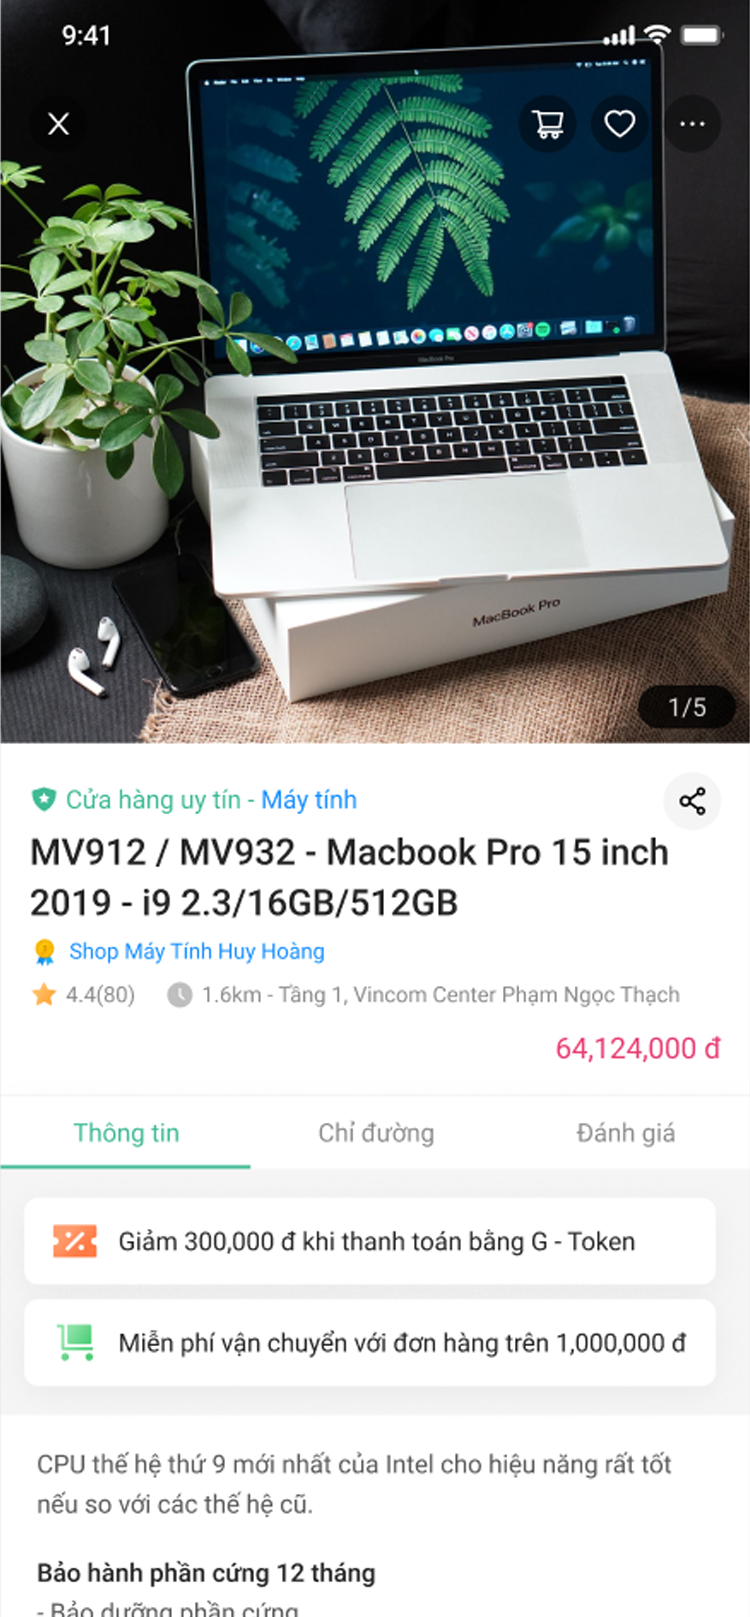 9:41
MacBook Pro
MacBook Pro
1/5
Cửa hàng uy tín - Máy tính
MV912 / MV932 - Macbook Pro 15 inch
2019 - i9 2.3/16GB/512GB
Shop Máy Tính Huy Hoàng
4.4(80) 1.6km - Tầng 1, Vincom Center Phạm Ngọc Thạch
64,124,000 đ
Thông tin Chỉ đường Đánh giá
Giảm 300,000 đ khi thanh toán bằng G - Token
Miễn phí vận chuyển với đơn hàng trên 1,000,000 đ
CPU thế hệ thứ 9 mới nhất của Intel cho hiệu năng rất tốt
nếu so với các thế hệ cũ.
Bảo hành phần cứng 12 tháng
- Bảo dưỡng phần cứng